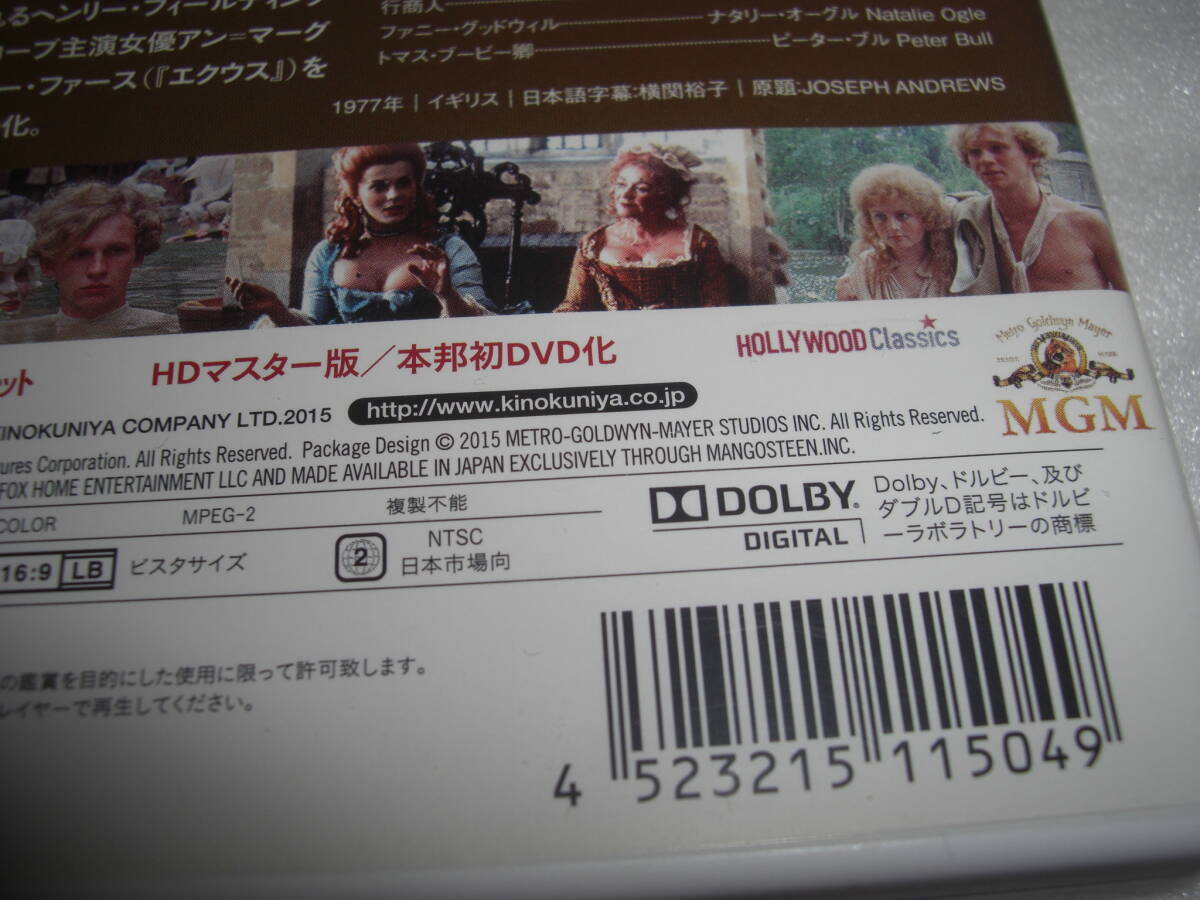 れるヘンリー・フィールディング
ロープ主演女優アン=マーグ
ー・ファース(『エクウス』)を
化。
行商人
ファニー・グッドウィル ナタリー・オーグル Natalie Ogle
トマス・ブービー卿 ピーター・ブル Peter Bull
1977年 | イギリス | 日本語字幕:横関裕子 | 原題:JOSEPH ANDREWS
ット
HDマスター版/本邦初DVD化
HOLLYWOOD Classics
Metro Goldwyn Mayer
TRADE MARK
MGM
KINOKUNIYA COMPANY LTD.2015
http://www.kinokuniya.co.jp
ures Corporation. All Rights Reserved. Package Design © 2015 METRO-GOLDWYN-MAYER STUDIOS INC. All Rights Reserved.
FOX HOME ENTERTAINMENT LLC AND MADE AVAILABLE IN JAPAN EXCLUSIVELY THROUGH MANGOSTEEN.INC.
COLOR
MPEG-2
複製不能
16:9 LB
ビスタサイズ
2
NTSC
日本市場向
DOLBY
DIGITAL
Dolby、ドルビー、及び
ダブルD記号はドルビ
ーラボラトリーの商標
の鑑賞を目的にした使用に限って許可致します。
レイヤーで再生してください。
4 523215 115049